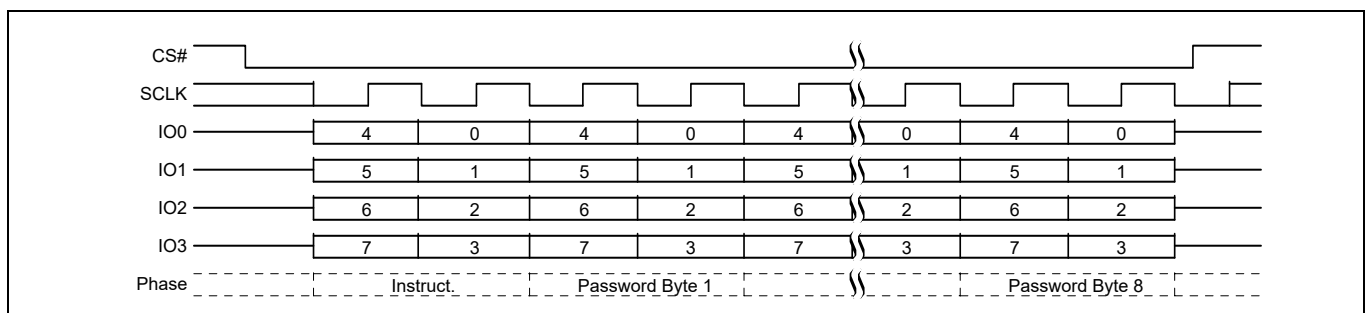 CS#
SCLK
IO0 4 0 4 0 4 0 4 0
IO1 5 1 5 1 5 1 5 1
IO2 6 2 6 2 6 2 6 2
IO3 7 3 7 3 7 3 7 3
Phase Instruct. Password Byte 1 Password Byte 8